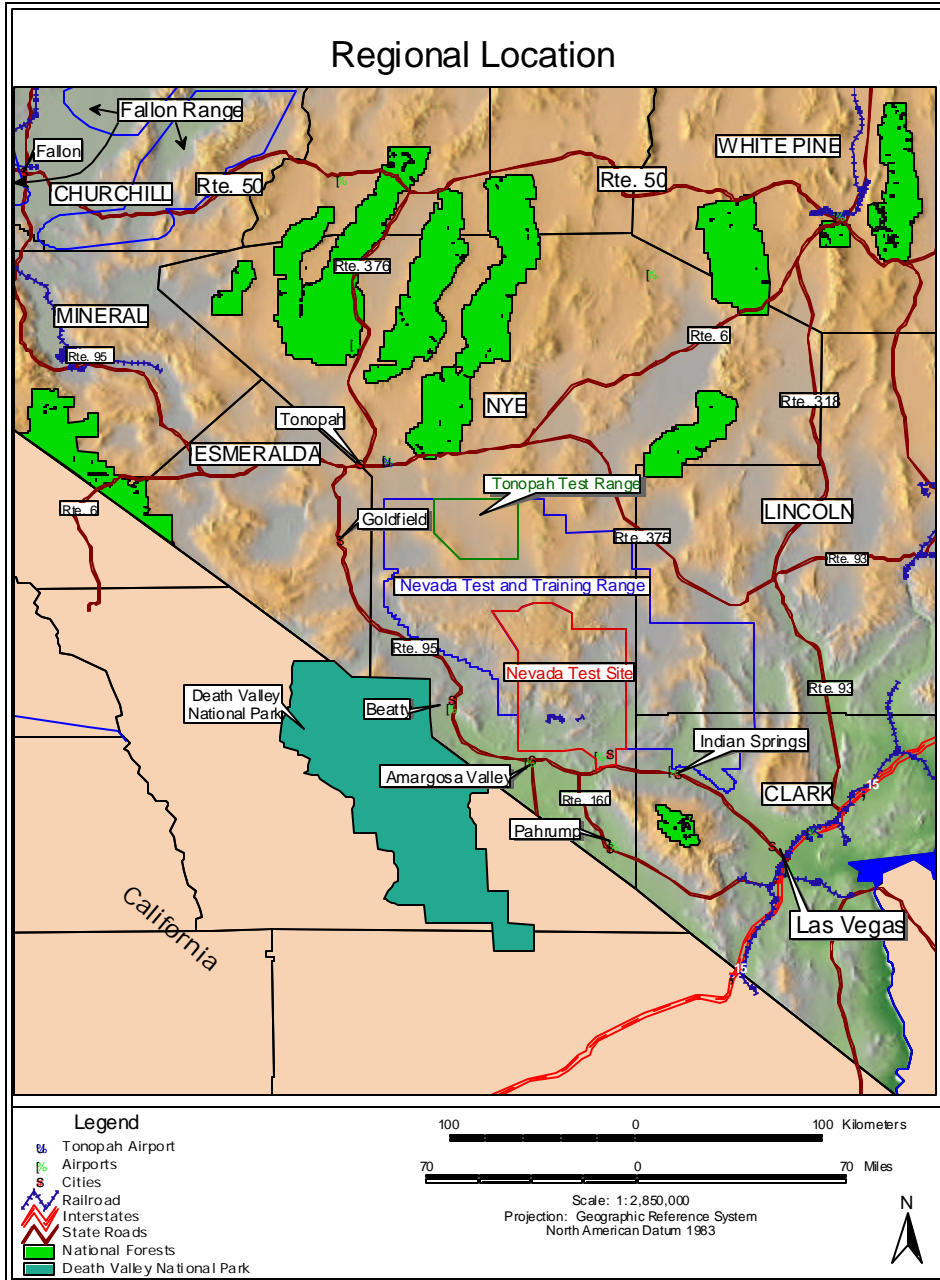 Regional Location
Fallon Range
Fallon
WHITE PINE
CHURCHILL
Rte. 50
Rte. 50
Rte. 376
MINERAL
Rte. 95
Rte. 6
NYE
Rte. 318
Tonopah
ESMERALDA
Tonopah Test Range
Rte. 6
Goldfield
LINCOLN
Rte. 375
Rte. 93
Nevada Test and Training Range
Rte. 95
Nevada Test Site
Rte. 93
Death Valley
National Park
Beatty
Indian Springs
Amargosa Valley
CLARK
15
Rte. 160
Pahrump
California
Las Vegas
15
Legend
Tonopah Airport
Airports
Cities
Railroad
Interstates
State Roads
National Forests
Death Valley National Park
100 0 100 Kilometers
70 0 70 Miles
Scale: 1:2,850,000
Projection: Geographic Reference System
North American Datum 1983
N